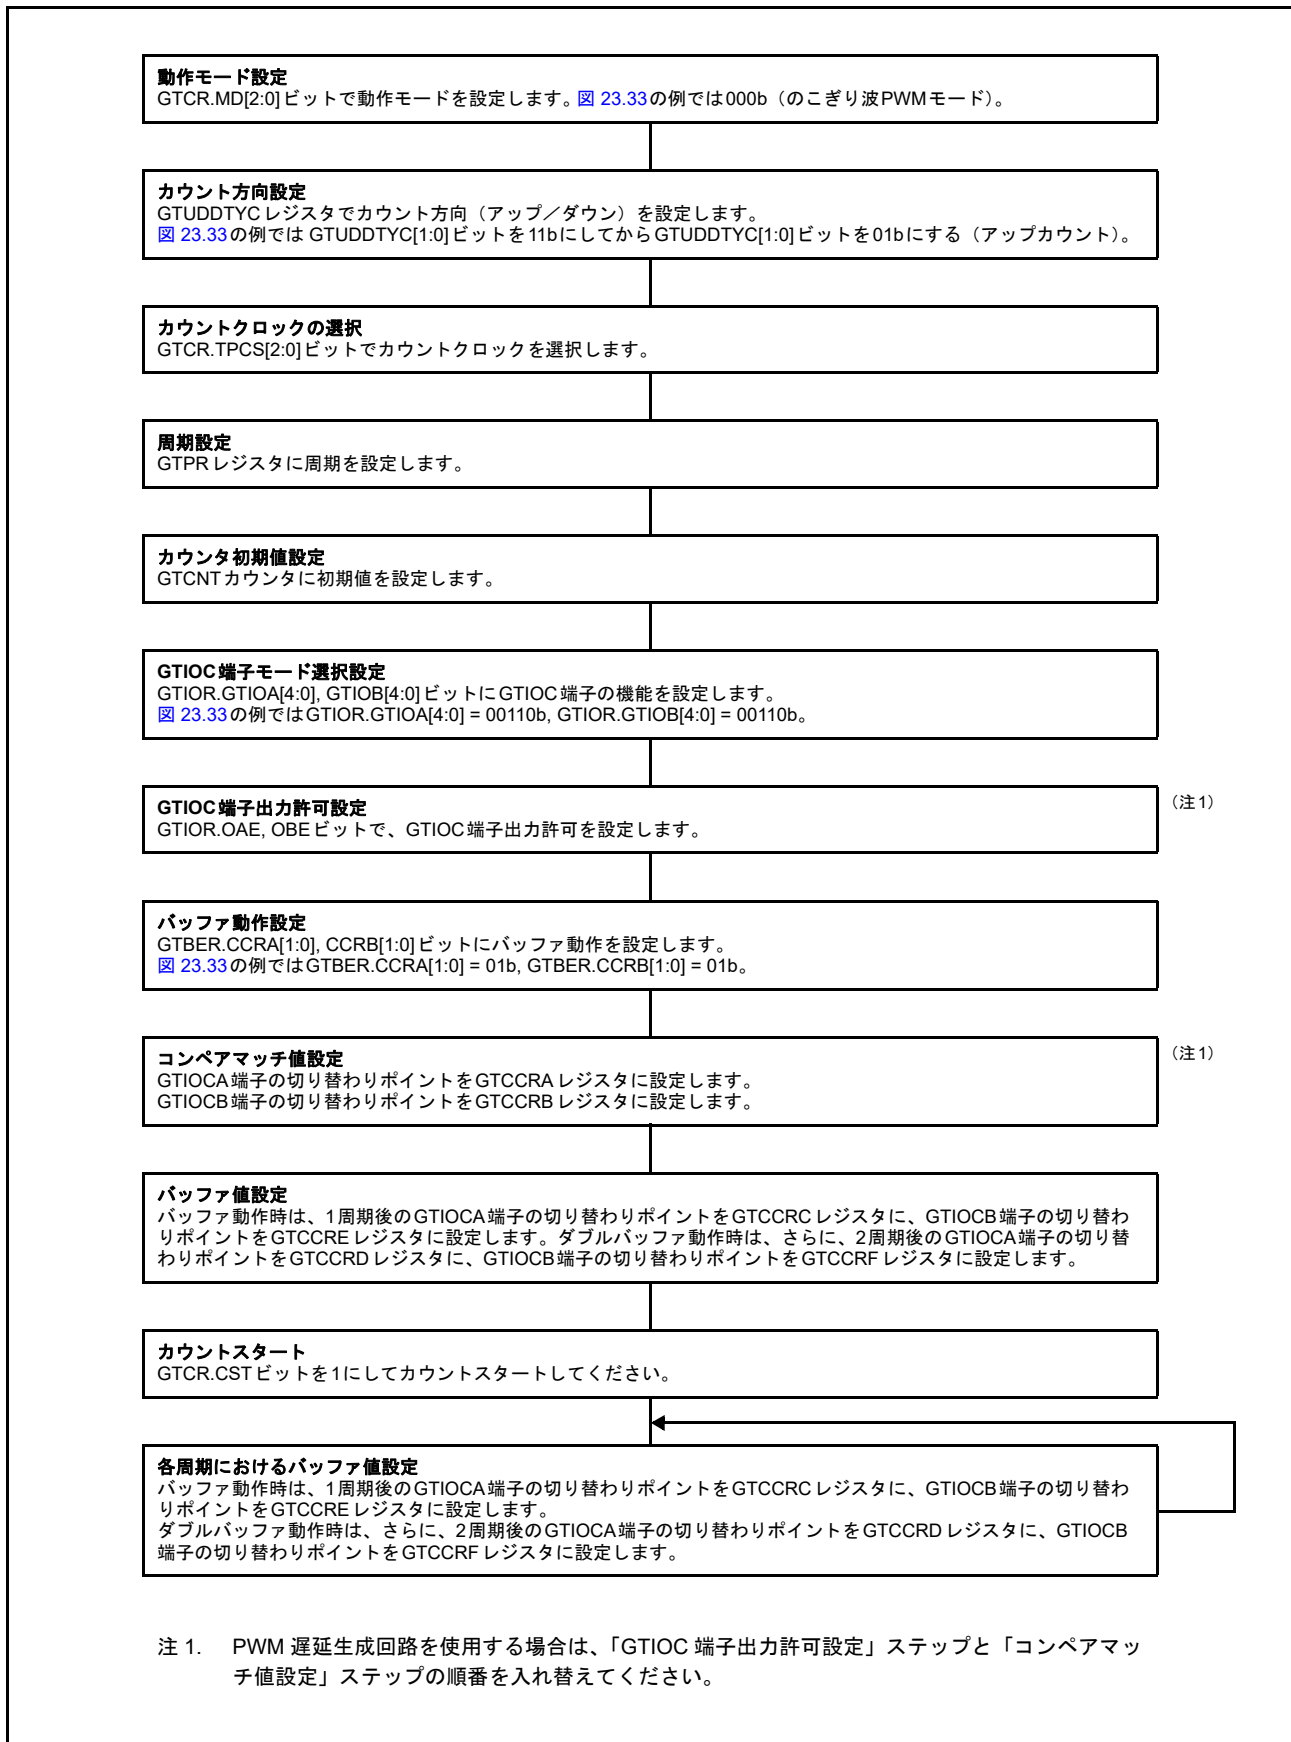 動作モード設定
GTCR.MD[2:0]ビットで動作モードを設定します。図 23.33の例では000b（のこぎり波PWMモード）。
カウント方向設定
GTUDDTYCレジスタでカウント方向（アップ／ダウン）を設定します。
図 23.33の例では GTUDDTYC[1:0]ビットを11bにしてからGTUDDTYC[1:0]ビットを01bにする（アップカウント）。
カウントクロックの選択
GTCR.TPCS[2:0]ビットでカウントクロックを選択します。
周期設定
GTPRレジスタに周期を設定します。
カウンタ初期値設定
GTCNTカウンタに初期値を設定します。
GTIOC端子モード選択設定
GTIOR.GTIOA[4:0], GTIOB[4:0]ビットにGTIOC端子の機能を設定します。
図 23.33の例ではGTIOR.GTIOA[4:0] = 00110b, GTIOR.GTIOB[4:0] = 00110b。
GTIOC端子出力許可設定
（注1）
GTIOR.OAE, OBEビットで、GTIOC端子出力許可を設定します。
バッファ動作設定
GTBER.CCRA[1:0], CCRB[1:0]ビットにバッファ動作を設定します。
図 23.33の例ではGTBER.CCRA[1:0] = 01b, GTBER.CCRB[1:0] = 01b。
コンペアマッチ値設定
（注1）
GTIOCA端子の切り替わりポイントをGTCCRAレジスタに設定します。
GTIOCB端子の切り替わりポイントをGTCCRBレジスタに設定します。
バッファ値設定
バッファ動作時は、1周期後のGTIOCA端子の切り替わりポイントをGTCCRCレジスタに、GTIOCB端子の切り替わ
りポイントをGTCCREレジスタに設定します。ダブルバッファ動作時は、さらに、2周期後のGTIOCA端子の切り替
わりポイントをGTCCRDレジスタに、GTIOCB端子の切り替わりポイントをGTCCRFレジスタに設定します。
カウントスタート
GTCR.CSTビットを1にしてカウントスタートしてください。
各周期におけるバッファ値設定
バッファ動作時は、1周期後のGTIOCA端子の切り替わりポイントをGTCCRCレジスタに、GTIOCB端子の切り替わ
りポイントをGTCCREレジスタに設定します。
ダブルバッファ動作時は、さらに、2周期後のGTIOCA端子の切り替わりポイントをGTCCRDレジスタに、GTIOCB
端子の切り替わりポイントをGTCCRFレジスタに設定します。
注 1. PWM 遅延生成回路を使用する場合は、「GTIOC 端子出力許可設定」ステップと「コンペアマッ
チ値設定」ステップの順番を入れ替えてください。